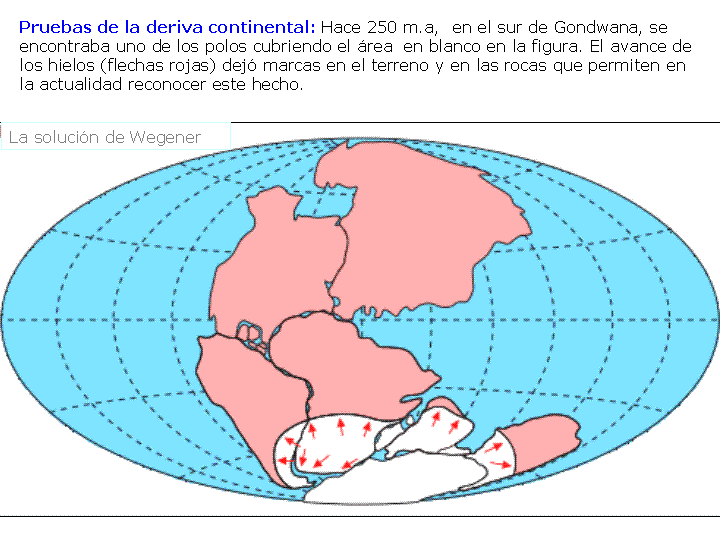 Pruebas de la deriva continental: Hace 250 m.a, en el sur de Gondwana, se
encontraba uno de los polos cubriendo el área en blanco en la figura. El avance de
los hielos (flechas rojas) dejó marcas en el terreno y en las rocas que permiten en
la actualidad reconocer este hecho.
La solución de Wegener